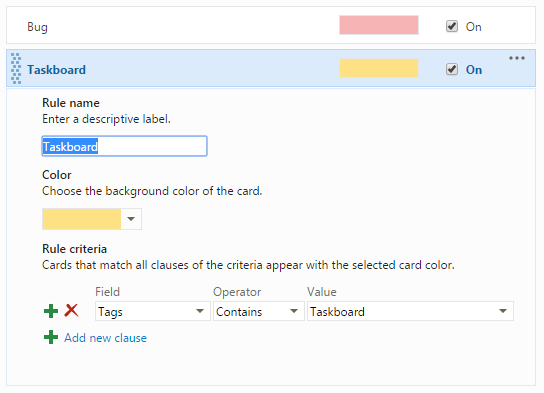 Bug On
Taskboard On
Rule name
Enter a descriptive label.
Taskboard
Color
Choose the background color of the card.
Rule criteria
Cards that match all clauses of the criteria appear with the selected card color.
Field Operator Value
Tags Contains Taskboard
Add new clause